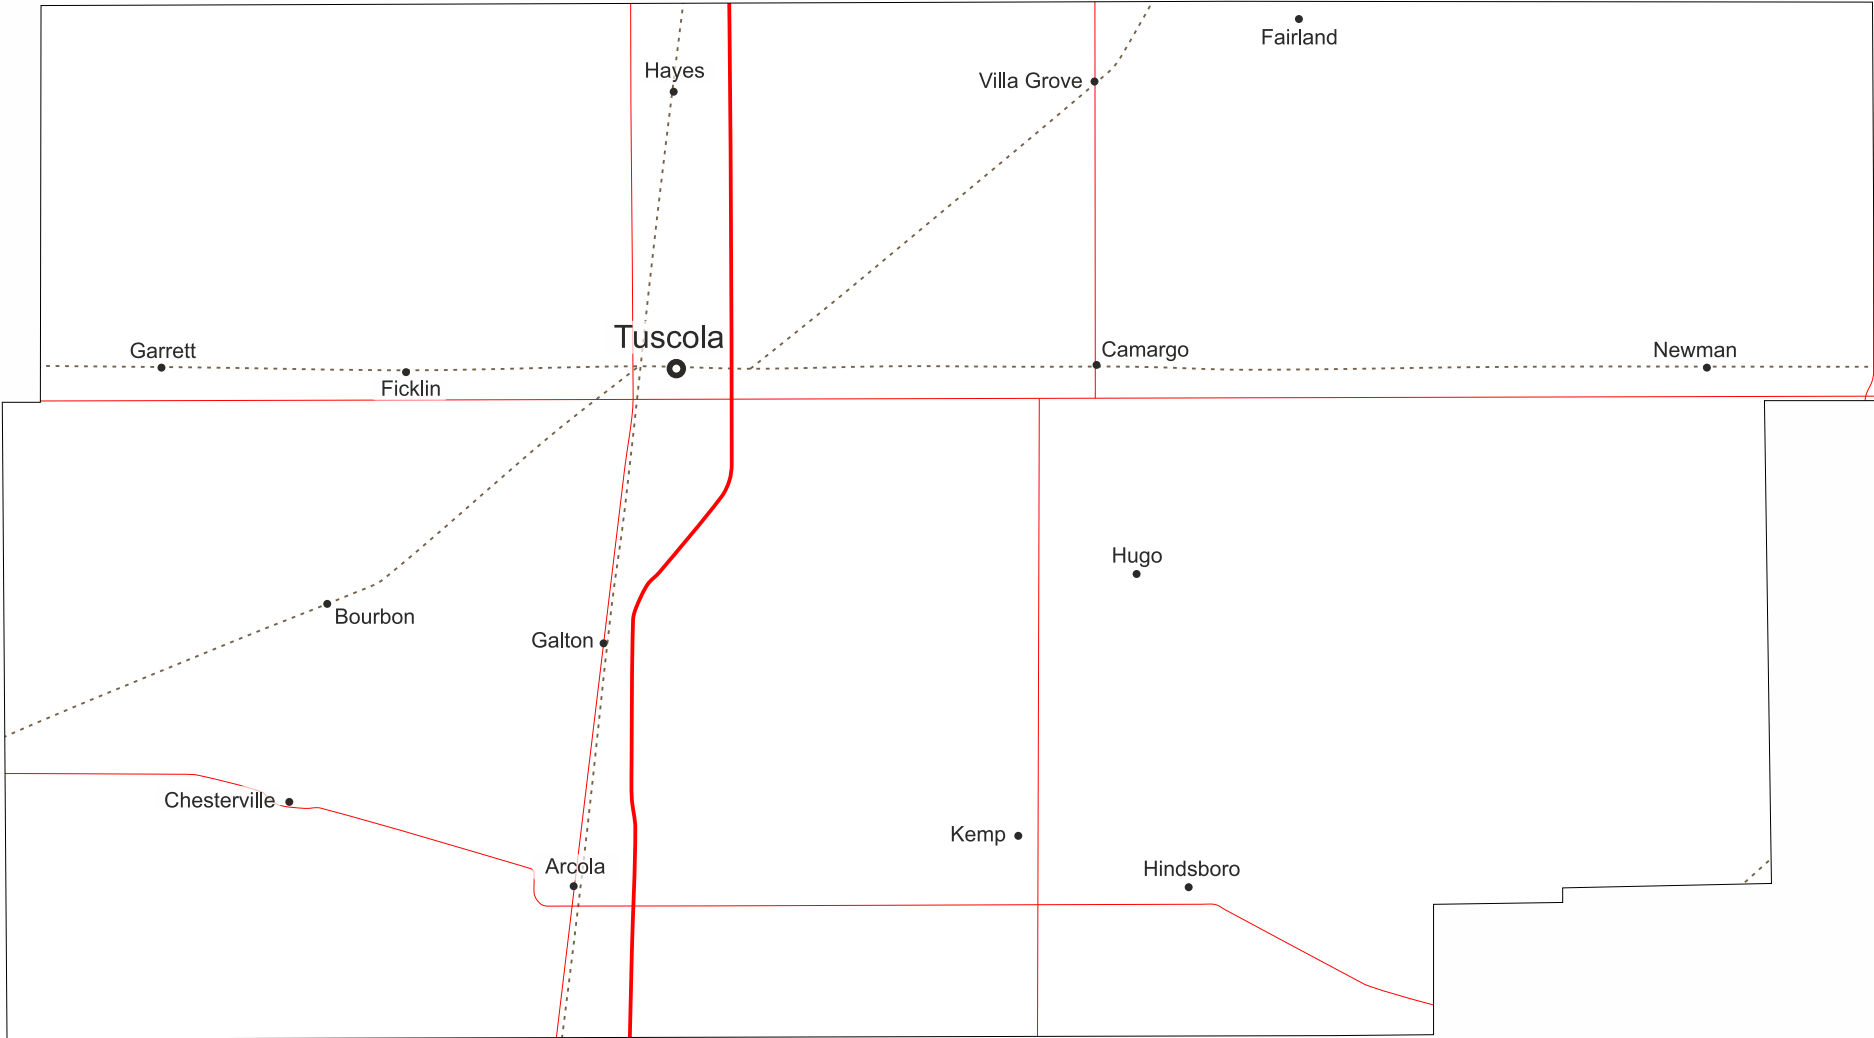 Fairland
Hayes
Villa Grove
Tuscola
Garrett
Camargo
Newman
Ficklin
Hugo
Bourbon
Galton
Chesterville
Kemp
Arcola
Hindsboro